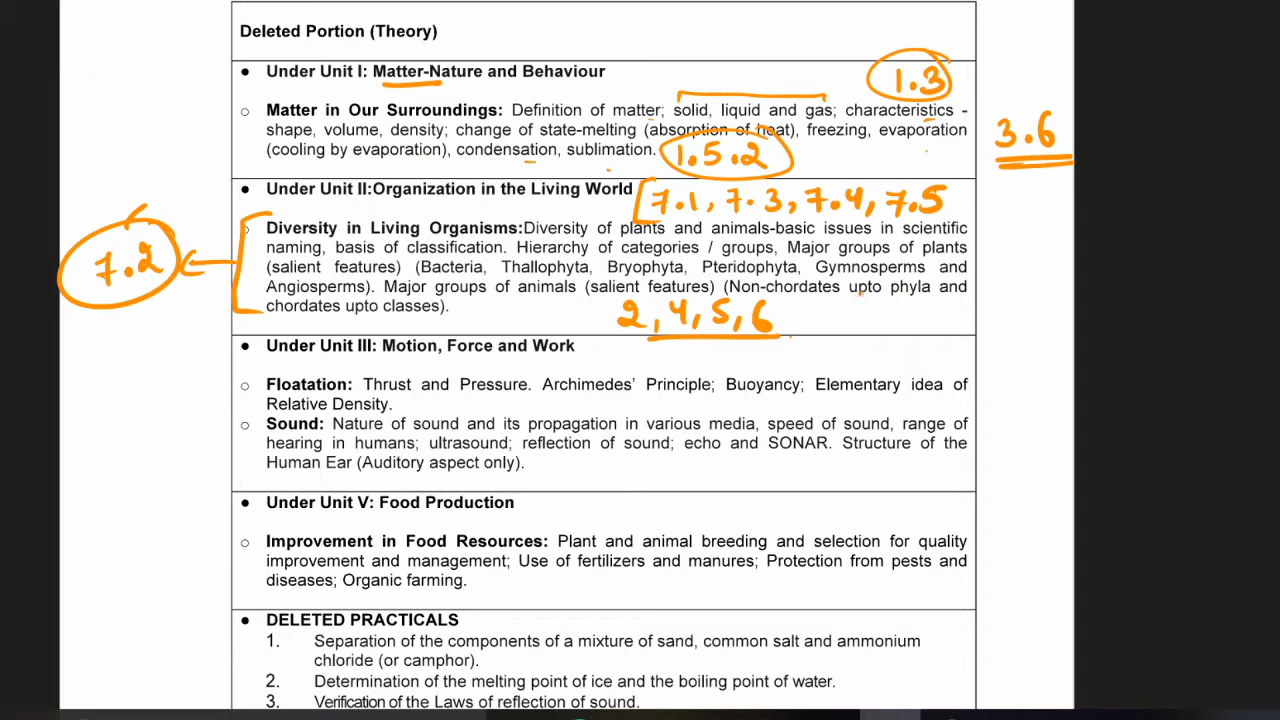 Deleted Portion (Theory)
● Under Unit I: Matter-Nature and Behaviour
1.3
○ Matter in Our Surroundings: Definition of matter; solid, liquid and gas; characteristics -
shape, volume, density; change of state-melting (absorption of heat), freezing, evaporation
3.6
(cooling by evaporation), condensation, sublimation.
1.5.2
● Under Unit II:Organization in the Living World
7.1, 7.3, 7.4, 7.5
○ Diversity in Living Organisms:Diversity of plants and animals-basic issues in scientific
naming, basis of classification. Hierarchy of categories / groups, Major groups of plants
7.2
(salient features) (Bacteria, Thallophyta, Bryophyta, Pteridophyta, Gymnosperms and
Angiosperms). Major groups of animals (salient features) (Non-chordates upto phyla and
chordates upto classes).
2, 4, 5, 6
● Under Unit III: Motion, Force and Work
○ Floatation: Thrust and Pressure. Archimedes' Principle; Buoyancy; Elementary idea of
Relative Density.
○ Sound: Nature of sound and its propagation in various media, speed of sound, range of
hearing in humans; ultrasound; reflection of sound; echo and SONAR. Structure of the
Human Ear (Auditory aspect only).
● Under Unit V: Food Production
○ Improvement in Food Resources: Plant and animal breeding and selection for quality
improvement and management; Use of fertilizers and manures; Protection from pests and
diseases; Organic farming.
● DELETED PRACTICALS
1. Separation of the components of a mixture of sand, common salt and ammonium
chloride (or camphor).
2. Determination of the melting point of ice and the boiling point of water.
3. Verification of the Laws of reflection of sound.